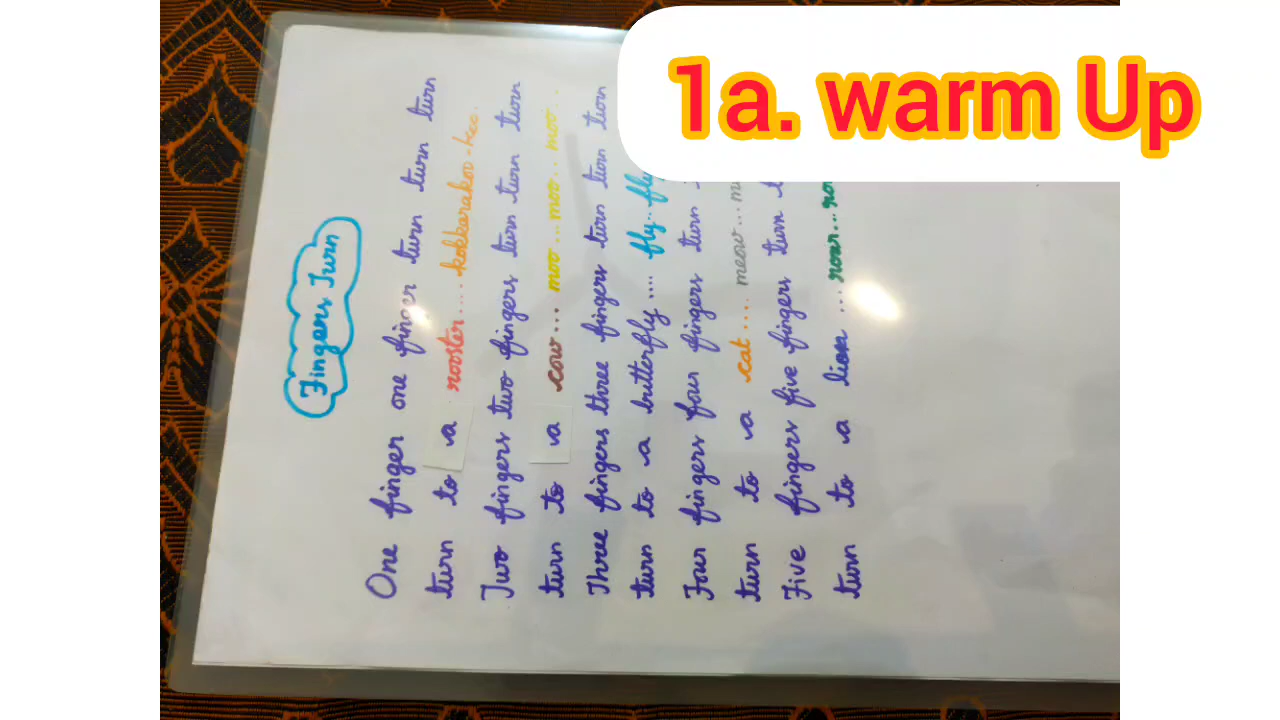 1a. warm Up
Fingers Turn
One finger one finger turn turn turn
turn to a rooster.... kokkarakoo-koo.
Two fingers two fingers turn turn turn
turn to a cow... moo...moo..moo..
Three fingers three fingers turn turn turn
turn to a butterfly.... fly..fly
Four fingers four fingers turn
turn to a cat.... meow...
Five fingers five fingers turn
turn to a lion ... roar...